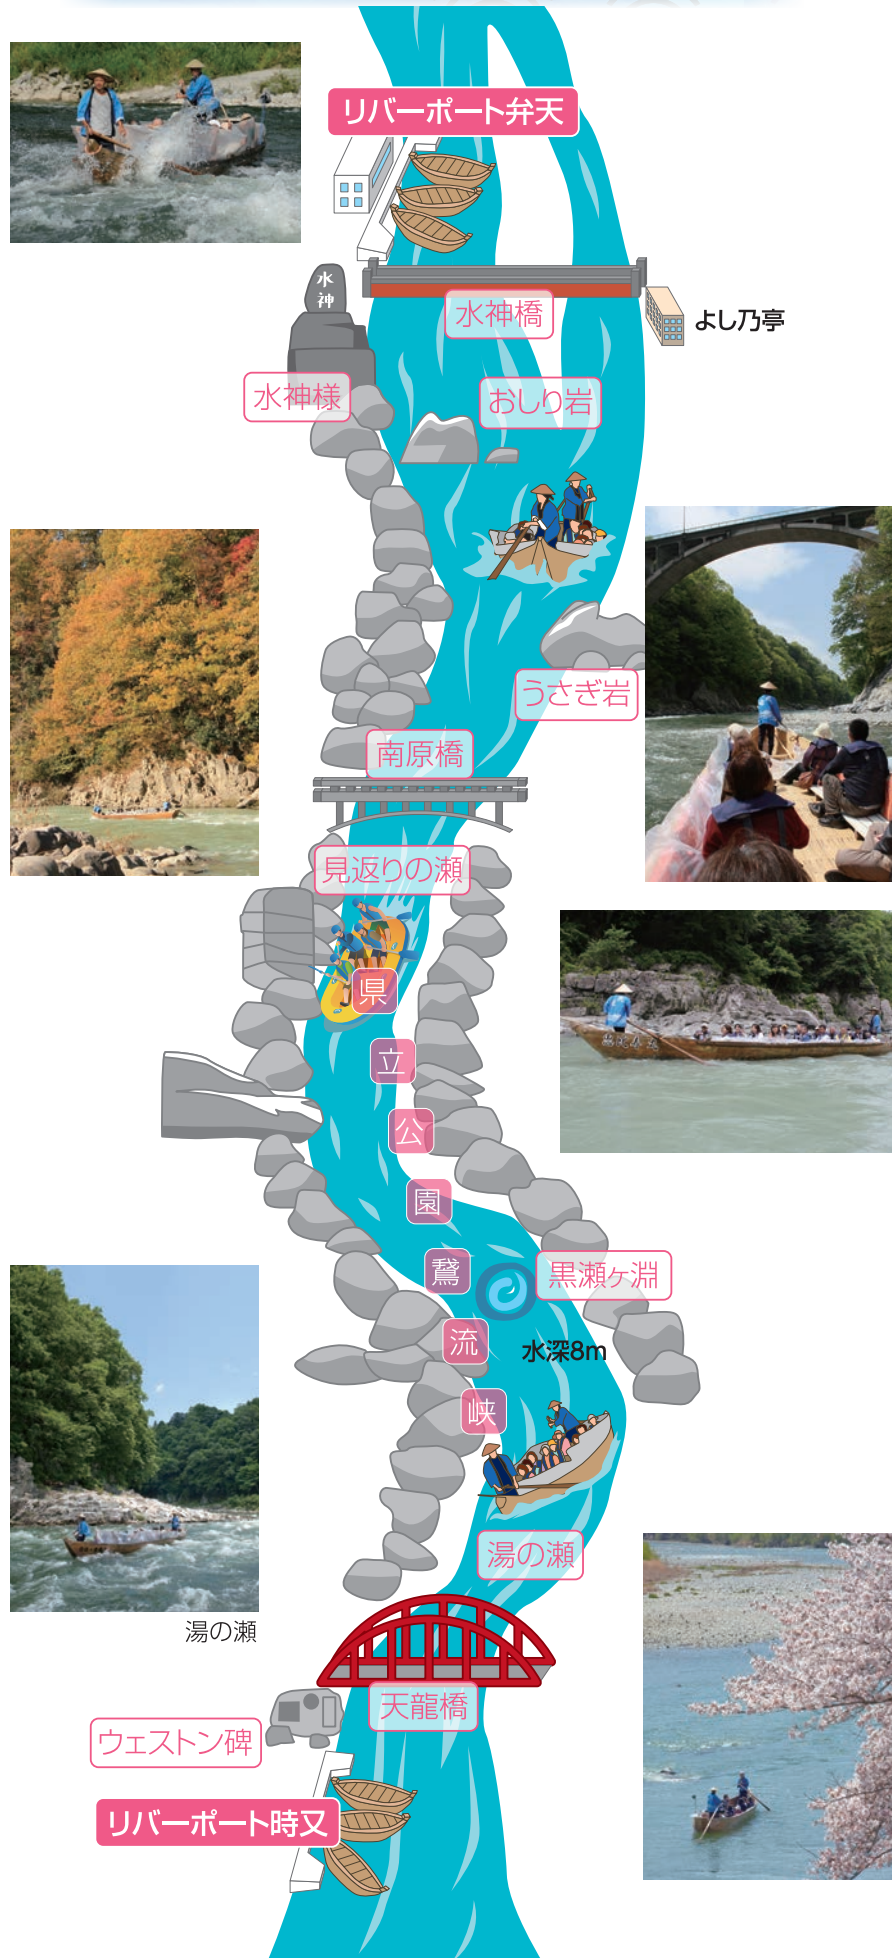 リバーポート弁天
水神
水神橋
よし乃亭
水神様
おしり岩
うさぎ岩
南原橋
見返りの瀬
県立公園鵞流峡
黒瀬ヶ淵
水深8m
湯の瀬
湯の瀬
天龍橋
ウェストン碑
リバーポート時又